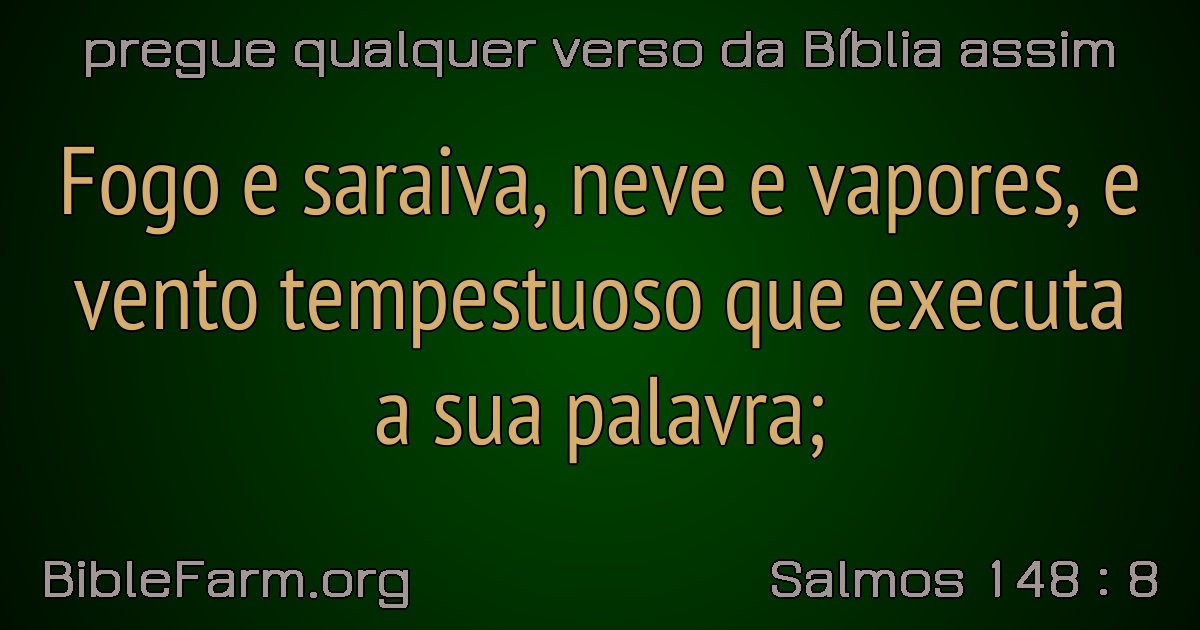 pregue qualquer verso da Bíblia assim
Fogo e saraiva, neve e vapores, e
vento tempestuoso que executa
a sua palavra;
BibleFarm.org
Salmos 148 : 8